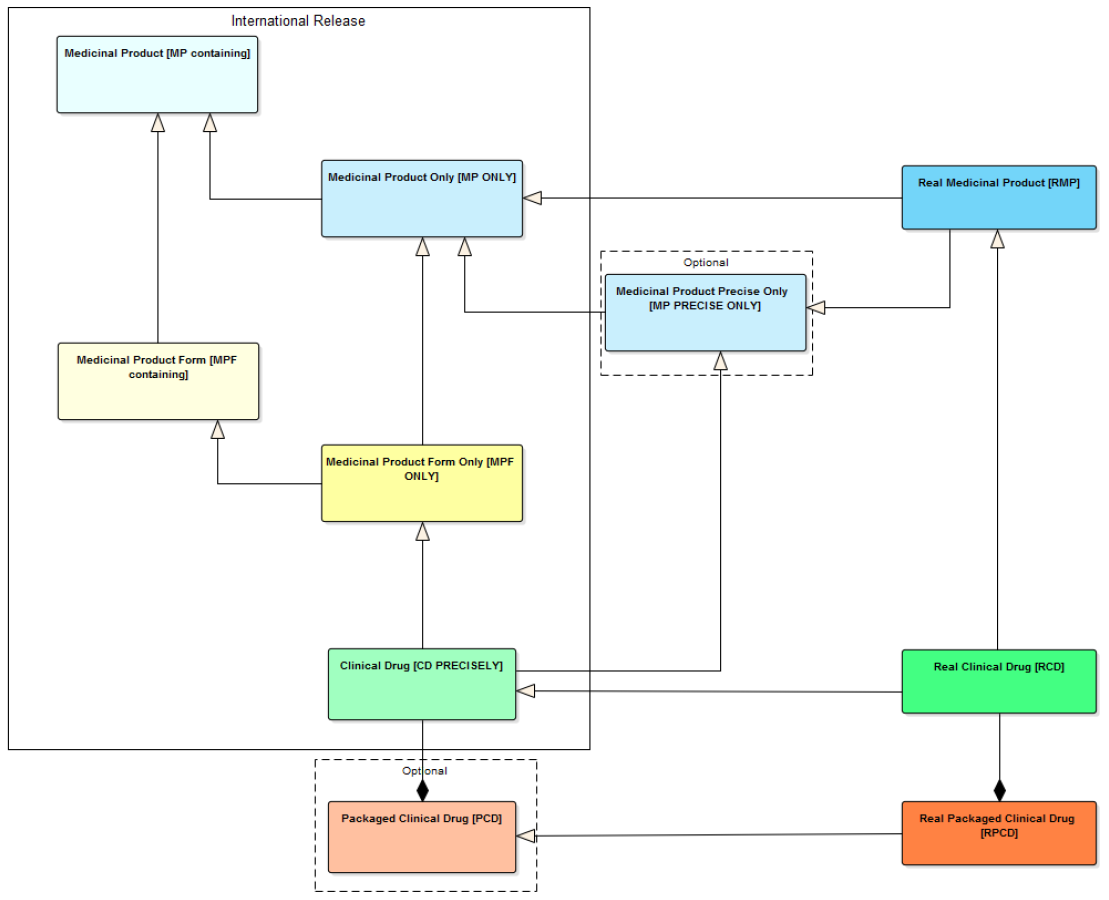 International Release
Medicinal Product [MP containing]
Medicinal Product Only [MP ONLY]
Real Medicinal Product [RMP]
Optional
Medicinal Product Precise Only
[MP PRECISE ONLY]
Medicinal Product Form [MPF
containing]
Medicinal Product Form Only [MPF
ONLY]
Clinical Drug [CD PRECISELY]
Real Clinical Drug [RCD]
Optional
Packaged Clinical Drug [PCD]
Real Packaged Clinical Drug
[RPCD]